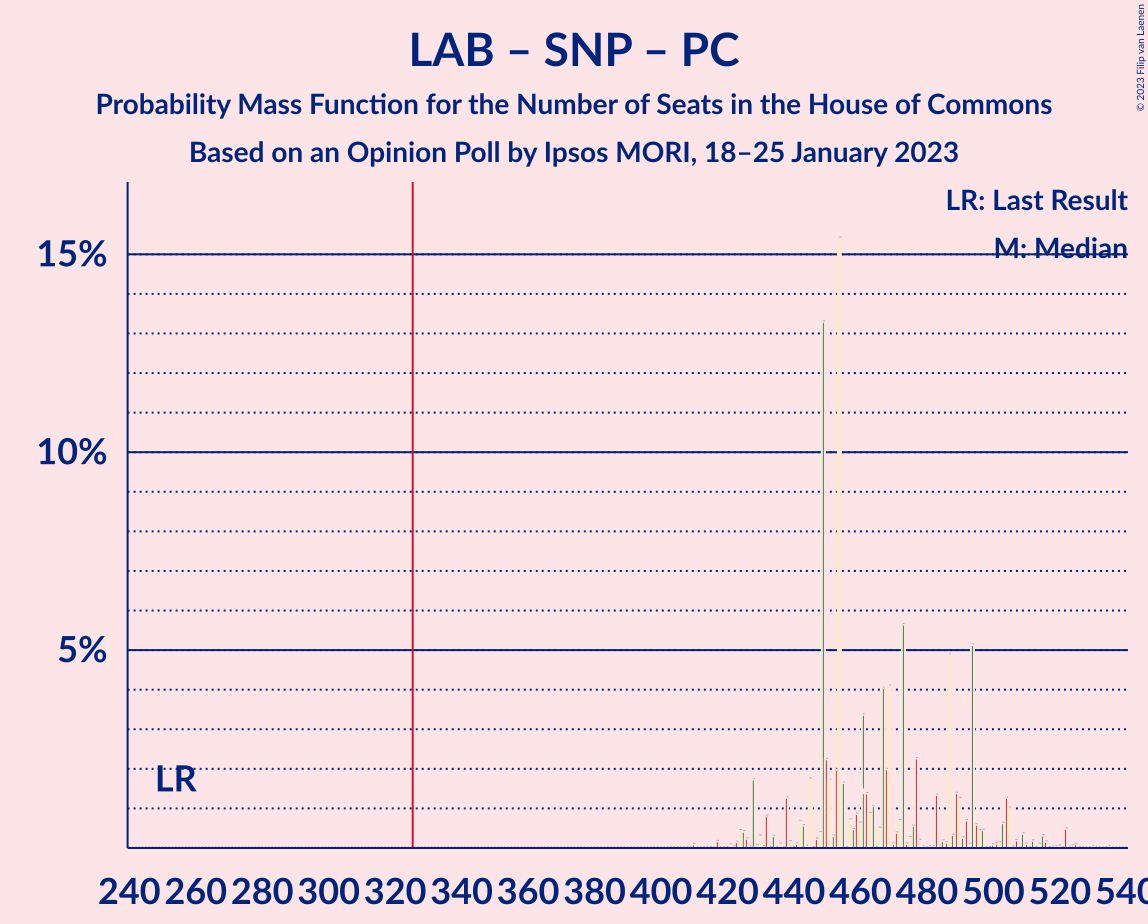 LAB – SNP – PC
Probability Mass Function for the Number of Seats in the House of Commons
Based on an Opinion Poll by Ipsos MORI, 18–25 January 2023
© 2023 Filip van Laenen
LR: Last Result
M: Median
15%
10%
5%
LR
240 260 280 300 320 340 360 380 400 420 440 460 480 500 520 540